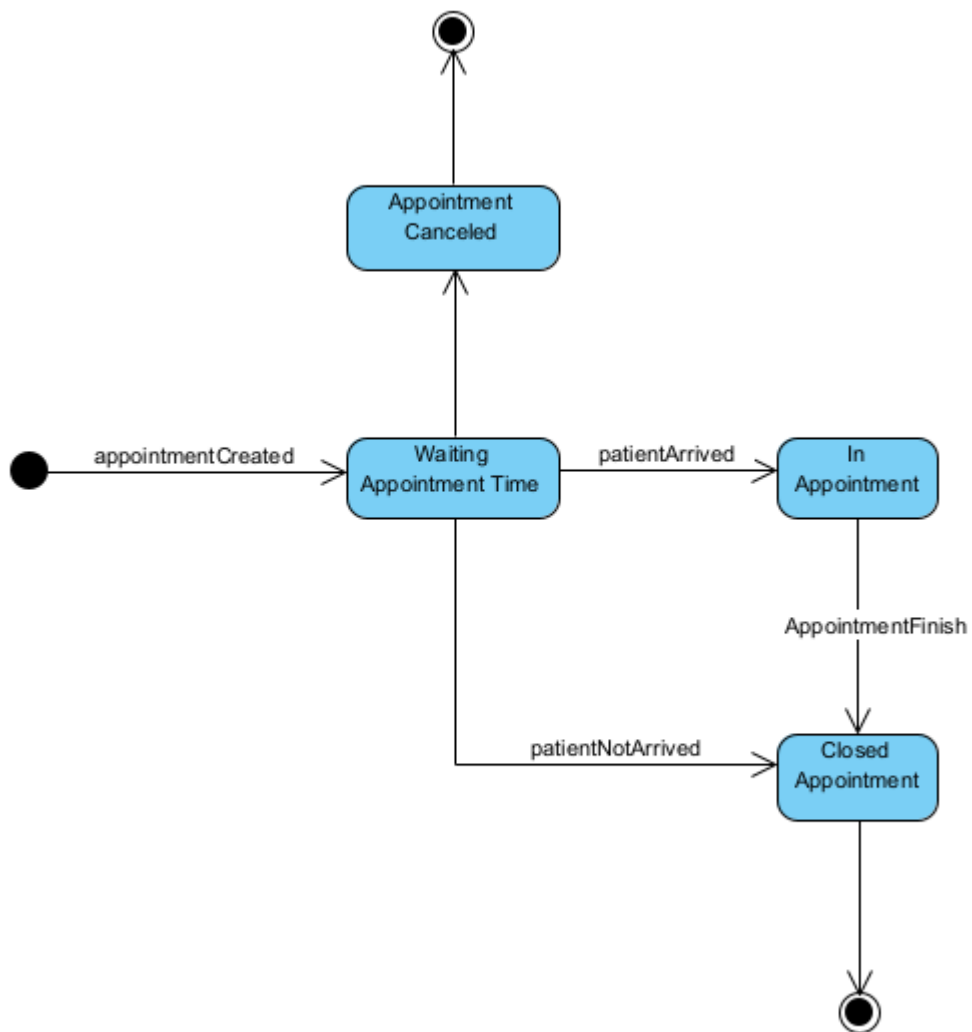 Appointment
Canceled
appointmentCreated
Waiting
Appointment Time
patientArrived
In
Appointment
AppointmentFinish
patientNotArrived
Closed
Appointment